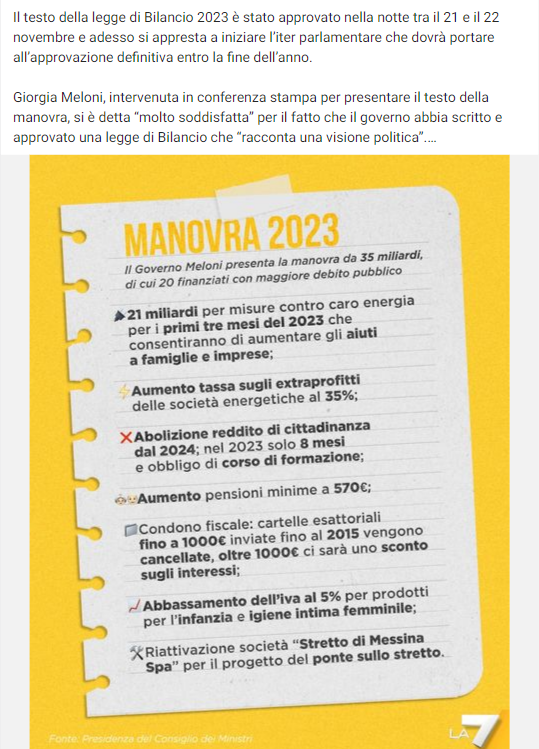 Il testo della legge di Bilancio 2023 è stato approvato nella notte tra il 21 e il 22
novembre e adesso si appresta a iniziare l'iter parlamentare che dovrà portare
all'approvazione definitiva entro la fine dell'anno.
Giorgia Meloni, intervenuta in conferenza stampa per presentare il testo della
manovra, si è detta “molto soddisfatta” per il fatto che il governo abbia scritto e
approvato una legge di Bilancio che “racconta una visione politica”....
MANOVRA 2023
Il Governo Meloni presenta la manovra da 35 miliardi,
di cui 20 finanziati con maggiore debito pubblico
21 miliardi per misure contro caro energia
per i primi tre mesi del 2023 che
consentiranno di aumentare gli aiuti
a famiglie e imprese;
Aumento tassa sugli extraprofitti
delle società energetiche al 35%;
Abolizione reddito di cittadinanza
dal 2024; nel 2023 solo 8 mesi
e obbligo di corso di formazione;
Aumento pensioni minime a 570€;
Condono fiscale: cartelle esattoriali
fino a 1000€ inviate fino al 2015 vengono
cancellate, oltre 1000€ ci sarà uno sconto
sugli interessi;
Abbassamento dell'iva al 5% per prodotti
per l'infanzia e igiene intima femminile;
Riattivazione società “Stretto di Messina
Spa” per il progetto del ponte sullo stretto.
Fonte: Presidenza del Consiglio dei Ministri
LA 7